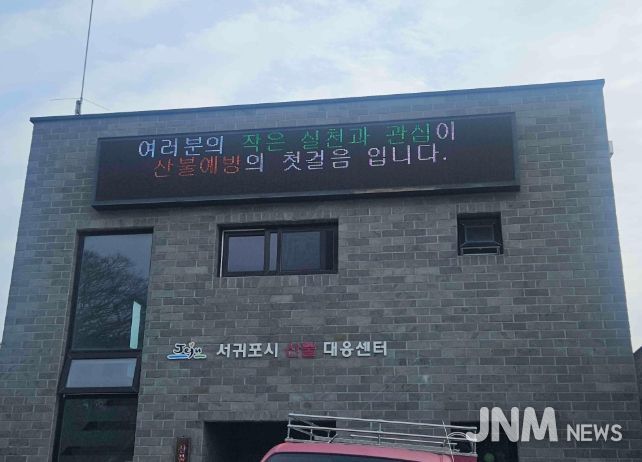 여러분의 작은 실천과 관심이
산불예방의 첫걸음 입니다.
서귀포시 산불 대응센터
JNM NEWS